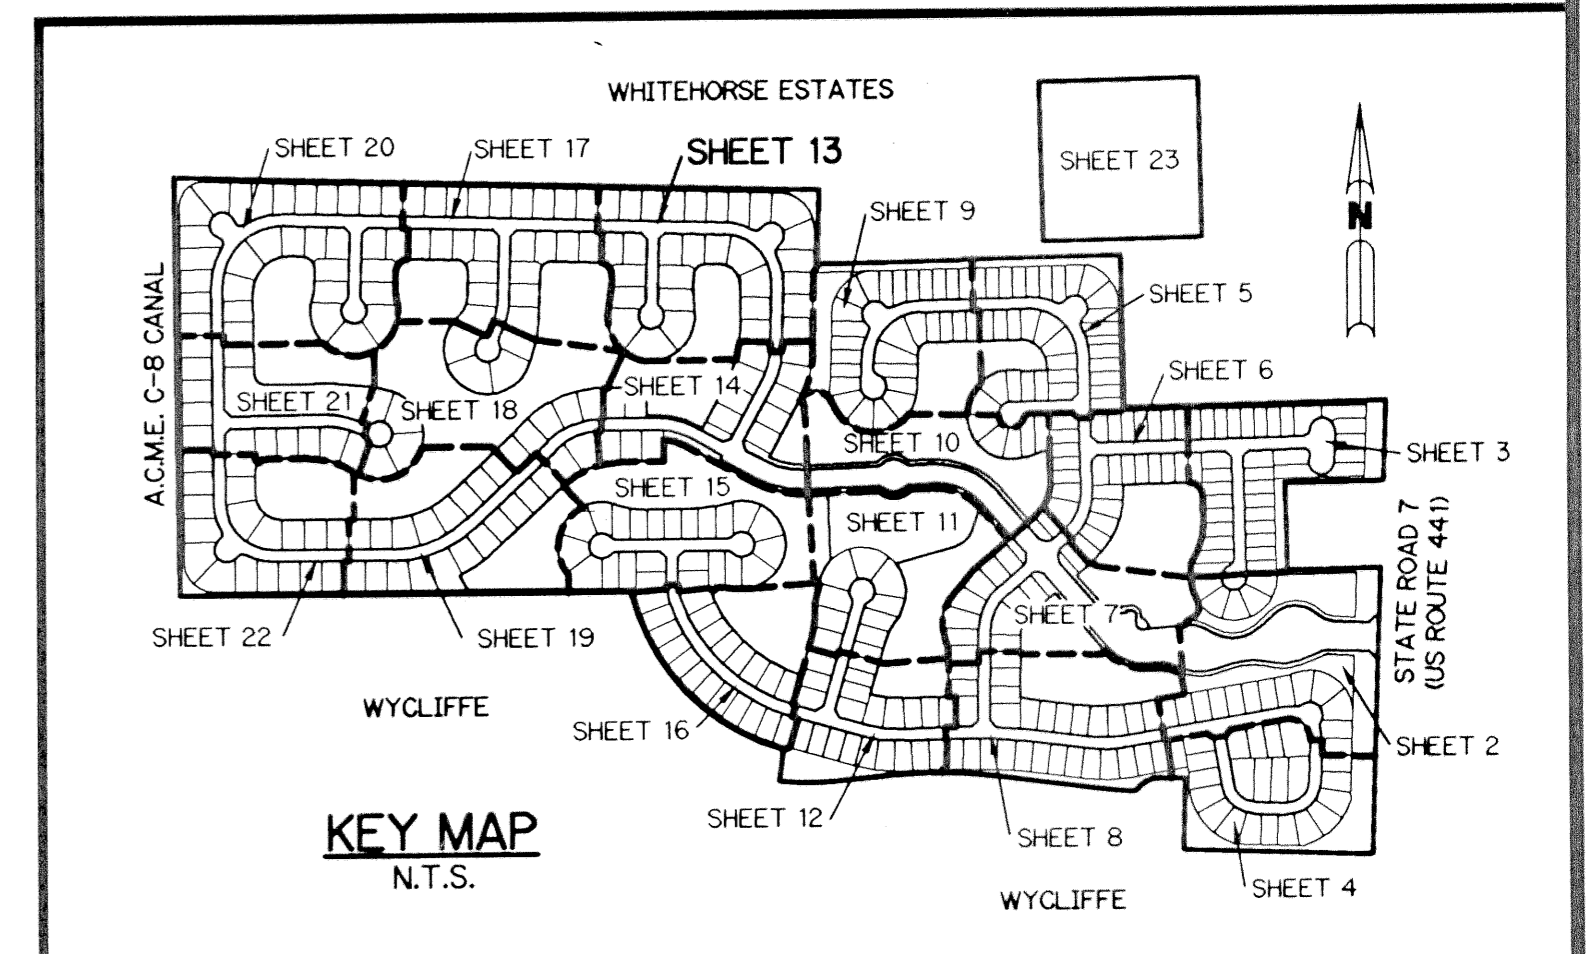 WHITEHORSE ESTATES
SHEET 20
SHEET 17
SHEET 13
SHEET 23
SHEET 9
N
SHEET 5
A.C.M.E. C-8 CANAL
SHEET 6
SHEET 14
SHEET 21
SHEET 18
SHEET 10
SHEET 3
SHEET 15
SHEET 11
STATE ROAD 7
(US ROUTE 441)
SHEET 7
SHEET 22
SHEET 19
WYCLIFFE
SHEET 16
SHEET 2
SHEET 12
SHEET 8
KEY MAP
N.T.S.
SHEET 4
WYCLIFFE